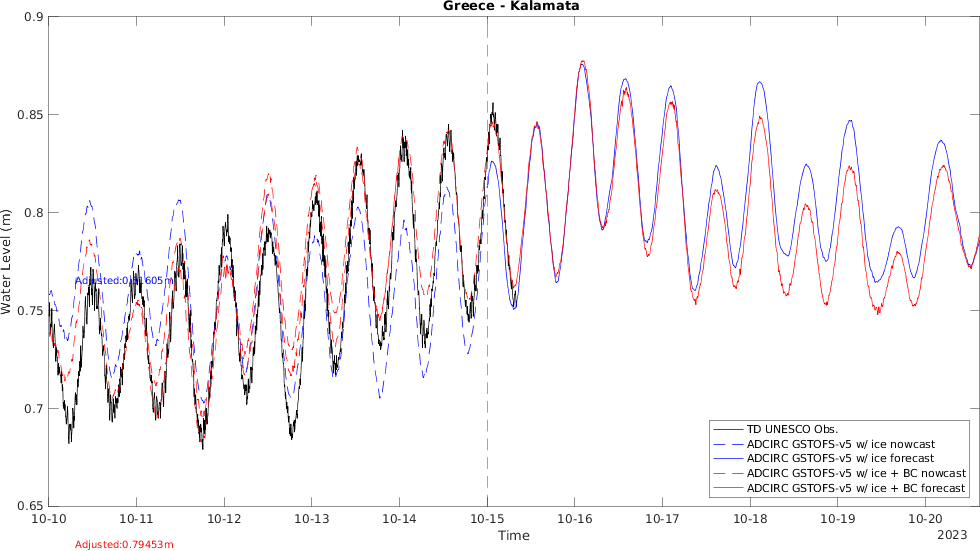 Greece - Kalamata
0.9
0.85
0.8
0.75
0.7
0.65
Water Level (m)
TD UNESCO Obs.
ADCIRC GSTOFS-v5 w/ ice nowcast
ADCIRC GSTOFS-v5 w/ ice forecast
ADCIRC GSTOFS-v5 w/ ice + BC nowcast
ADCIRC GSTOFS-v5 w/ ice + BC forecast
10-10 10-11 10-12 10-13 10-14 10-15 10-16 10-17 10-18 10-19 10-20
Time
2023
Adjusted:0.79453m